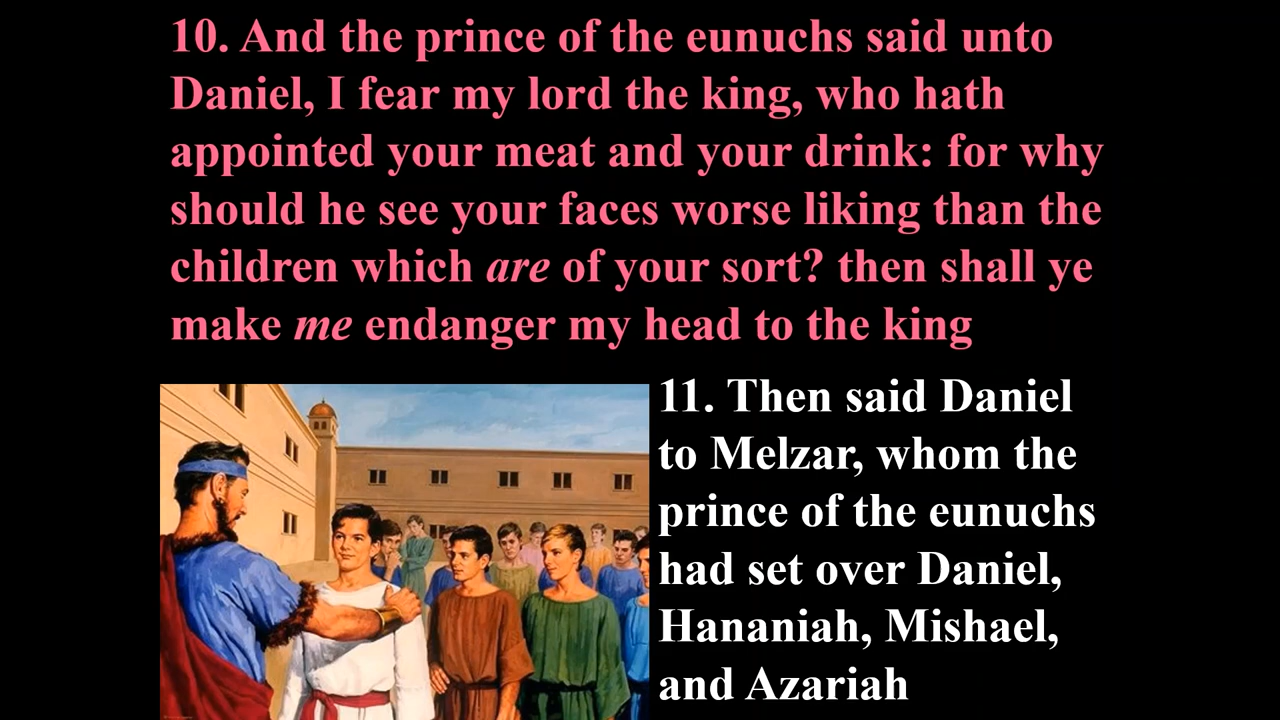 10. And the prince of the eunuchs said unto
Daniel, I fear my lord the king, who hath
appointed your meat and your drink: for why
should he see your faces worse liking than the
children which are of your sort? then shall ye
make me endanger my head to the king
11. Then said Daniel
to Melzar, whom the
prince of the eunuchs
had set over Daniel,
Hananiah, Mishael,
and Azariah